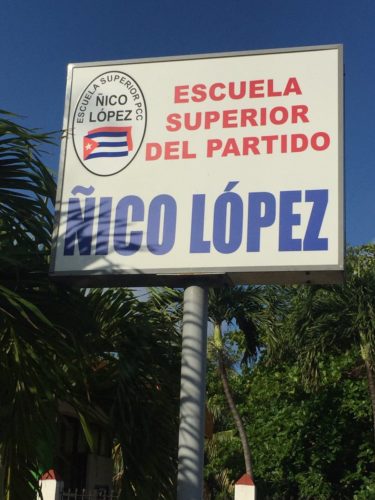 ESCUELA SUPERIOR PCC
ÑICO
LÓPEZ
ESCUELA
SUPERIOR
DEL PARTIDO
ÑICO LÓPEZ